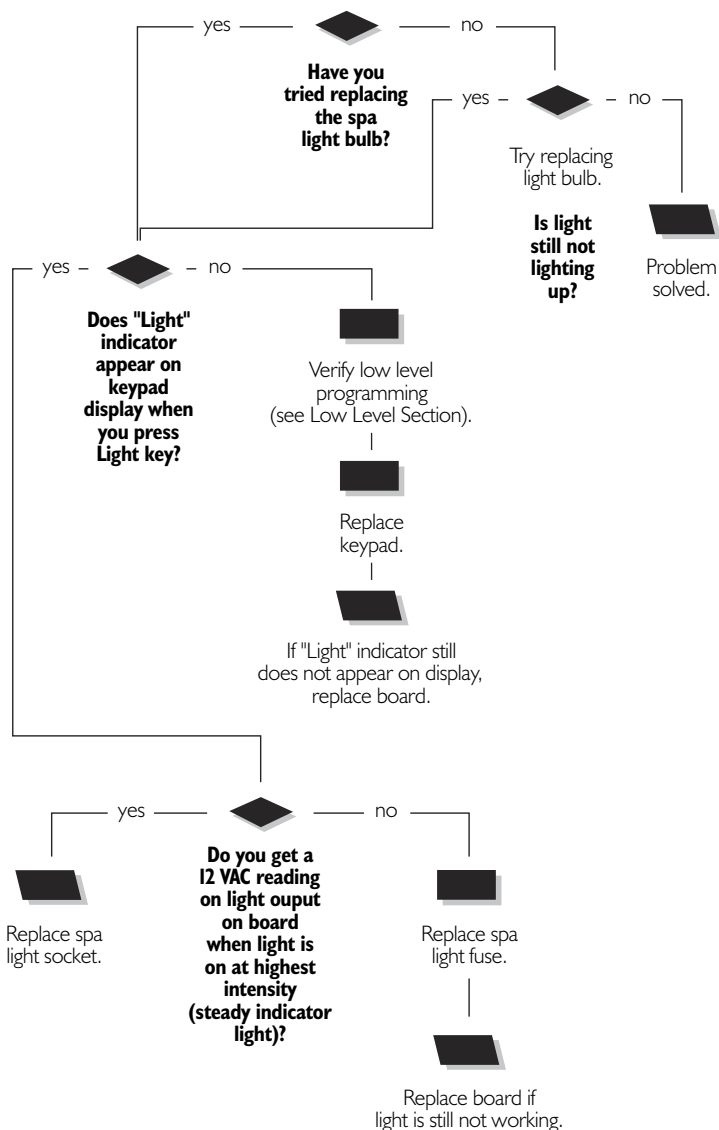 yes
no
Have you
tried replacing
the spa
light bulb?
yes
no
Try replacing
light bulb.
Is light
still not
lighting
up?
Problem
solved.
yes
no
Does "Light"
indicator
appear on
keypad
display when
you press
Light key?
Verify low level
programming
(see Low Level Section).
Replace
keypad.
If "Light" indicator still
does not appear on display,
replace board.
yes
no
Do you get a
12 VAC reading
on light ouput
on board
when light is
on at highest
intensity
(steady indicator
light)?
Replace spa
light socket.
Replace spa
light fuse.
Replace board if
light is still not working.